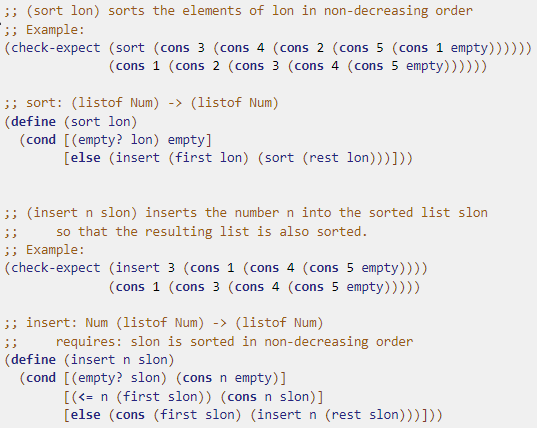 ;; (sort lon) sorts the elements of lon in non-decreasing order
;; Example:
(check-expect (sort (cons 3 (cons 4 (cons 2 (cons 5 (cons 1 empty))))))
(cons 1 (cons 2 (cons 3 (cons 4 (cons 5 empty))))))
;; sort: (listof Num) -> (listof Num)
(define (sort lon)
(cond [(empty? lon) empty]
[else (insert (first lon) (sort (rest lon)))]))
;; (insert n slon) inserts the number n into the sorted list slon
;; so that the resulting list is also sorted.
;; Example:
(check-expect (insert 3 (cons 1 (cons 4 (cons 5 empty))))
(cons 1 (cons 3 (cons 4 (cons 5 empty)))))
;; insert: Num (listof Num) -> (listof Num)
;; requires: slon is sorted in non-decreasing order
(define (insert n slon)
(cond [(empty? slon) (cons n empty)]
[(<= n (first slon)) (cons n slon)]
[else (cons (first slon) (insert n (rest slon)))]))